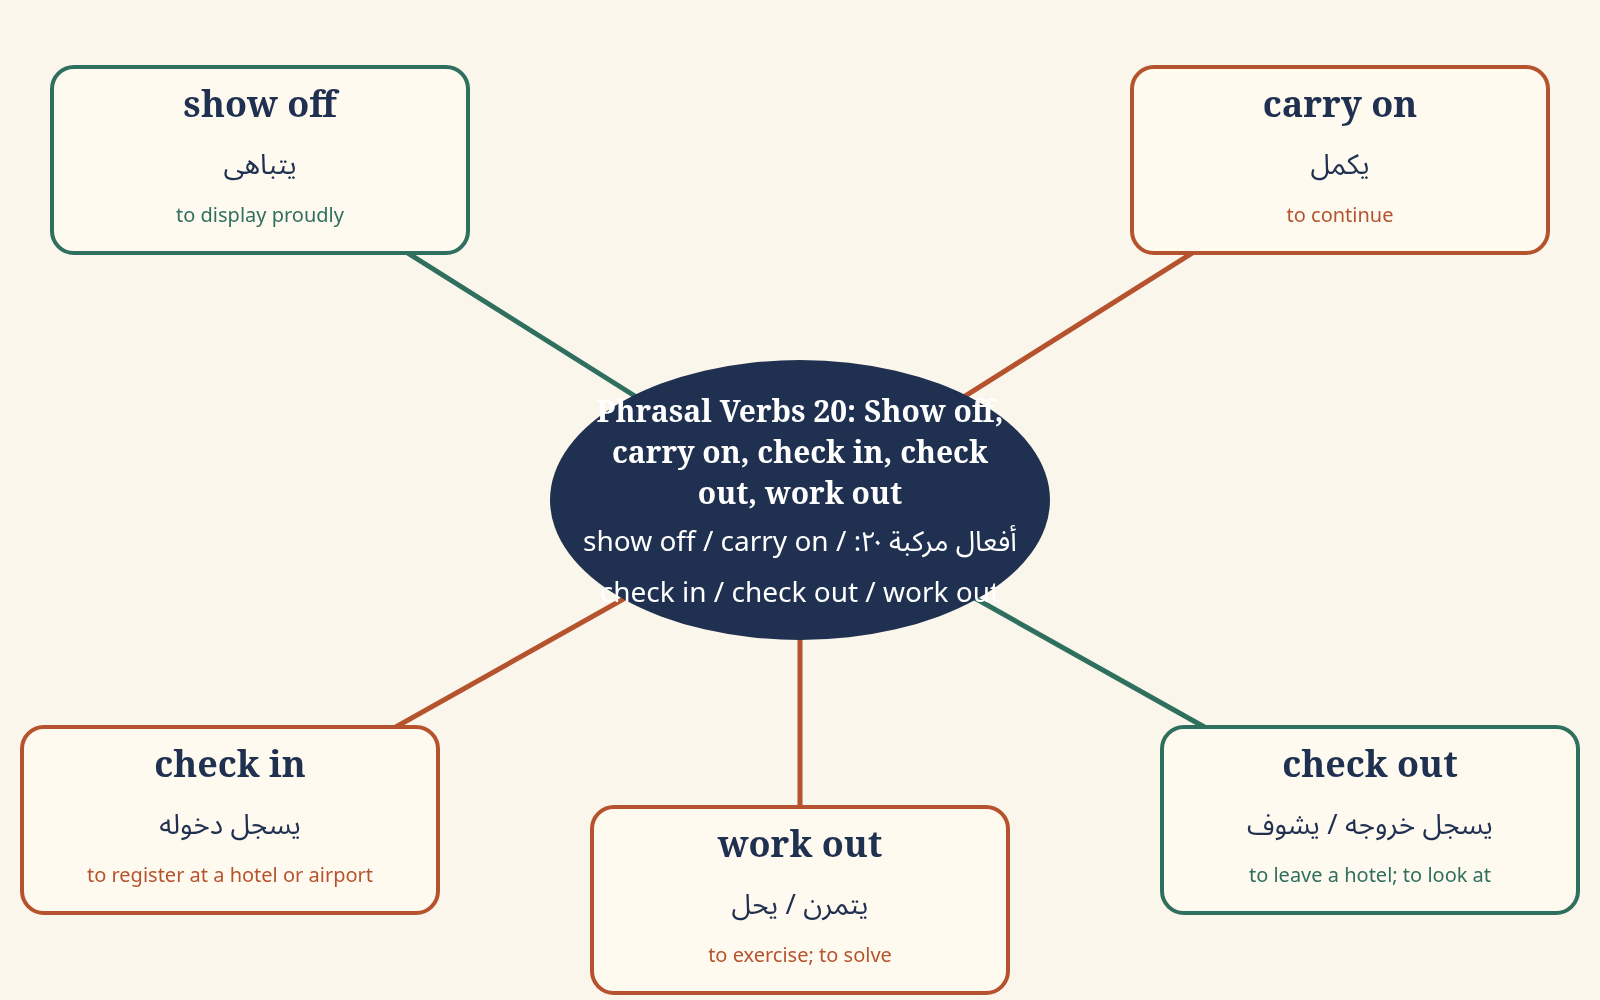 show off
يتباهى
to display proudly
carry on
يكمل
to continue
Phrasal Verbs 20: Show off,
carry on, check in, check
out, work out
أفعال مركبة ٢٠: show off / carry on /
check in / check out / work out
check in
يسجل دخوله
to register at a hotel or airport
work out
يتمرن / يحل
to exercise; to solve
check out
يسجل خروجه / يشوف
to leave a hotel; to look at